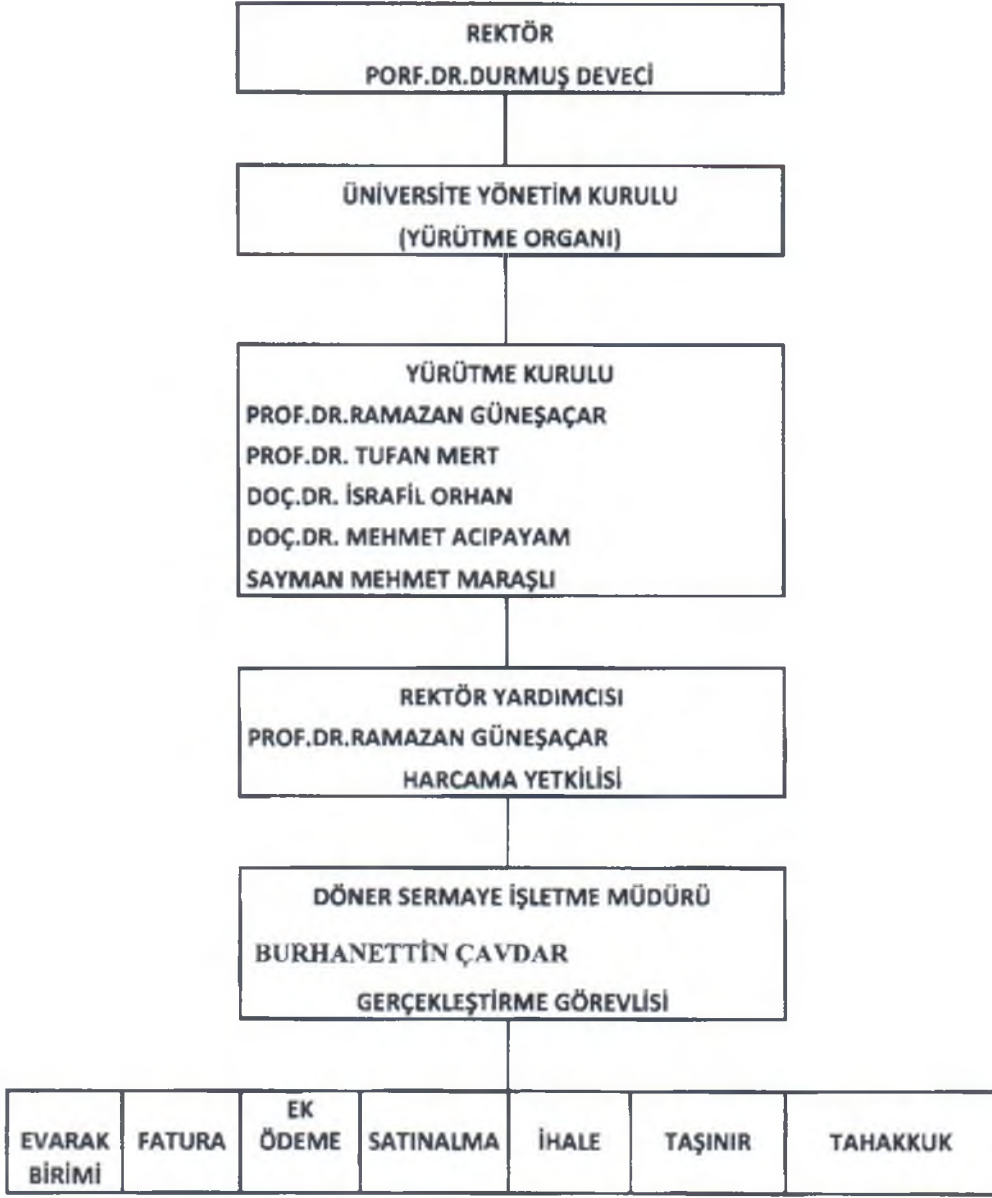 REKTÖR
PORF.DR.DURMUŞ DEVECİ
ÜNİVERSİTE YÖNETİM KURULU
(YÜRÜTME ORGANI)
YÜRÜTME KURULU
PROF.DR.RAMAZAN GÜNEŞAÇAR
PROF.DR. TUFAN MERT
DOÇ.DR. İSRAFİL ORHAN
DOÇ.DR. MEHMET ACIPAYAM
SAYMAN MEHMET MARAŞLI
REKTÖR YARDIMCISI
PROF.DR.RAMAZAN GÜNEŞAÇAR
HARCAMA YETKİLİSİ
DÖNER SERMAYE İŞLETME MÜDÜRÜ
BURHANETTİN ÇAVDAR
GERÇEKLEŞTİRME GÖREVLİSİ
EVARAK
BİRİMİ
FATURA
EK
ÖDEME
SATINALMA
İHALE
TAŞINIR
TAHAKKUK